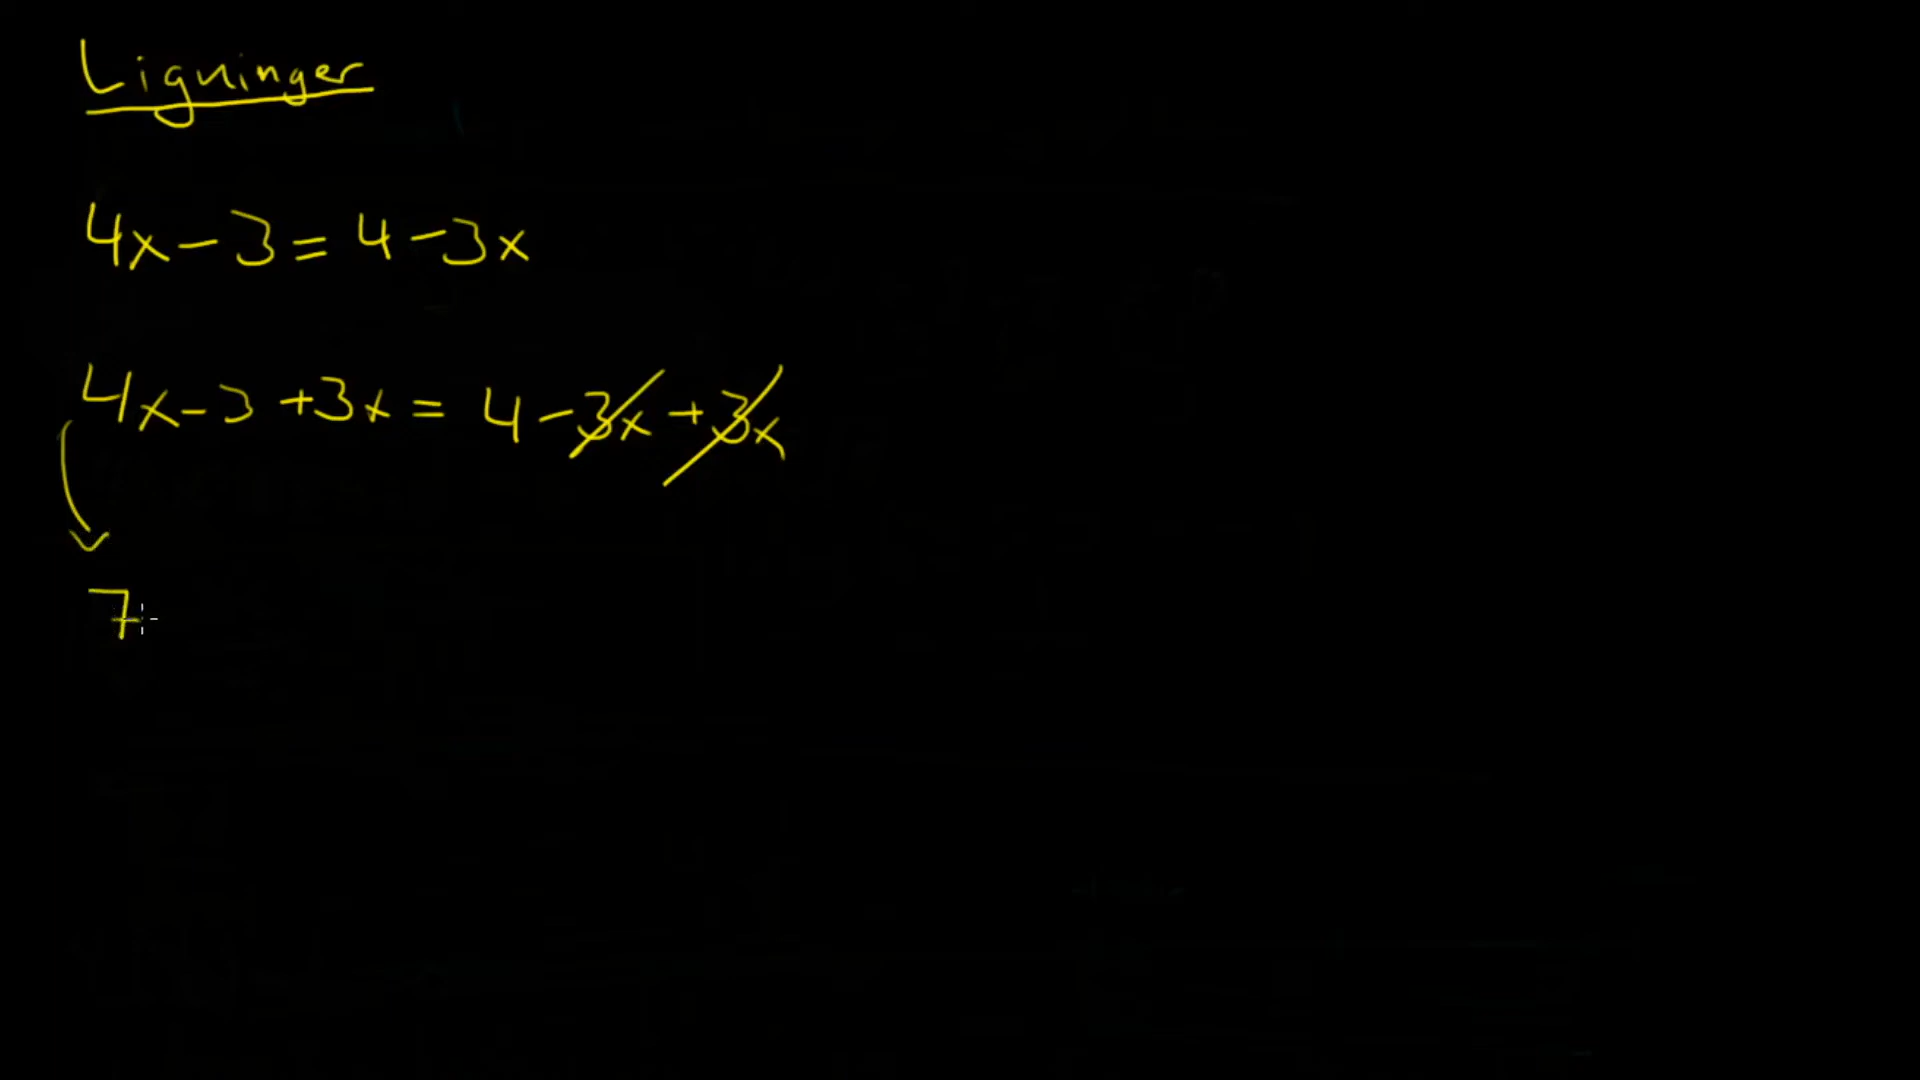 Ligninger
4x - 3 = 4 - 3x
4x - 3 + 3x = 4 - 3x + 3x
7